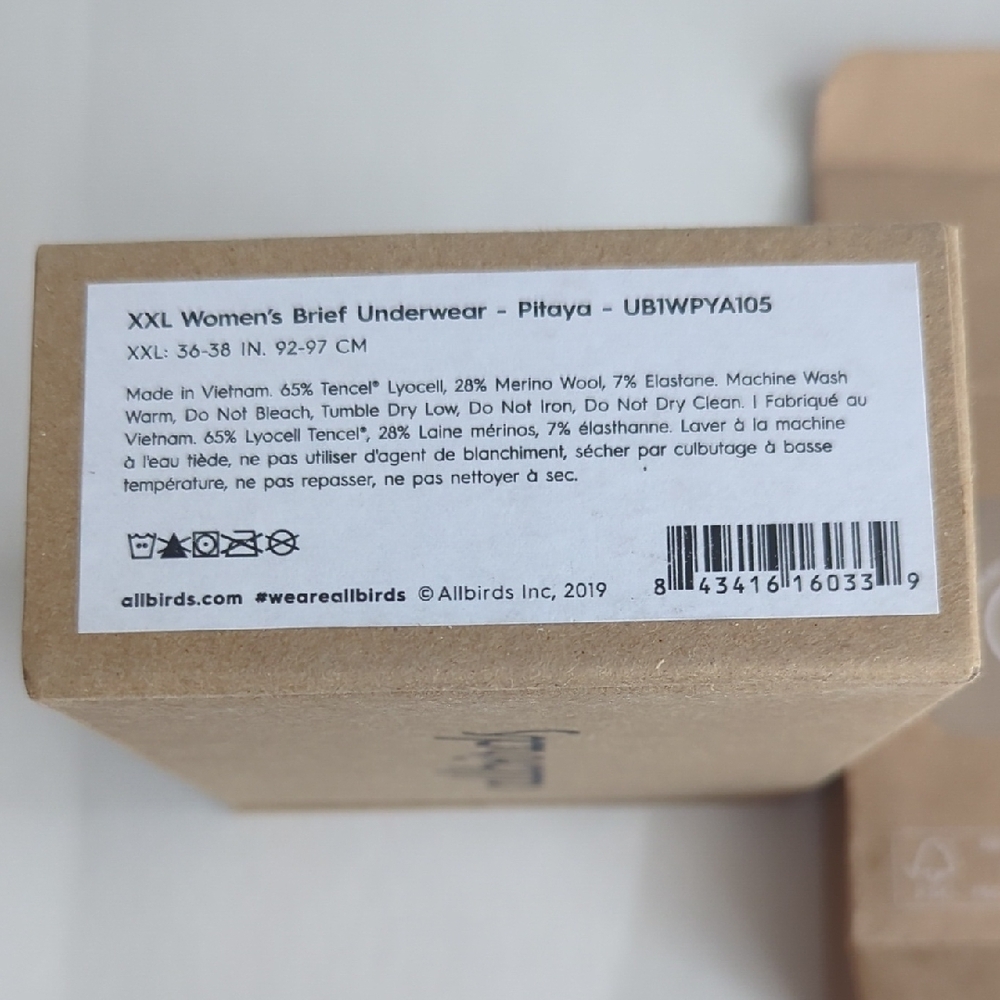 XXL Women's Brief Underwear - Pitaya - UB1WPYA105
XXL: 36-38 IN. 92-97 CM
Made in Vietnam. 65% Tencel® Lyocell, 28% Merino Wool, 7% Elastane. Machine Wash
Warm, Do Not Bleach, Tumble Dry Low, Do Not Iron, Do Not Dry Clean. | Fabriqué au
Vietnam. 65% Lyocell Tencel®, 28% Laine mérinos, 7% élasthanne. Laver à la machine
à l'eau tiède, ne pas utiliser d'agent de blanchiment, sécher par culbutage à basse
température, ne pas repasser, ne pas nettoyer à sec.
allbirds.com #weareallbirds © Allbirds Inc, 2019
8 43416 16033 9
allbirds